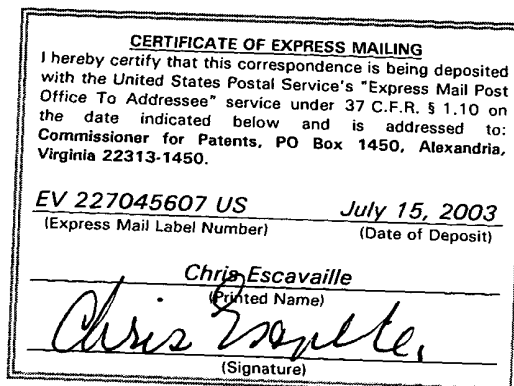 CERTIFICATE OF EXPRESS MAILING
I hereby certify that this correspondence is being deposited
with the United States Postal Service's "Express Mail Post
Office To Addressee" service under 37 C.F.R. § 1.10 on
the date indicated below and is addressed to:
Commissioner for Patents, PO Box 1450, Alexandria,
Virginia 22313-1450.
EV 227045607 US July 15, 2003
(Express Mail Label Number) (Date of Deposit)
Chris Escavaille
(Printed Name)
Chris
(Signature)